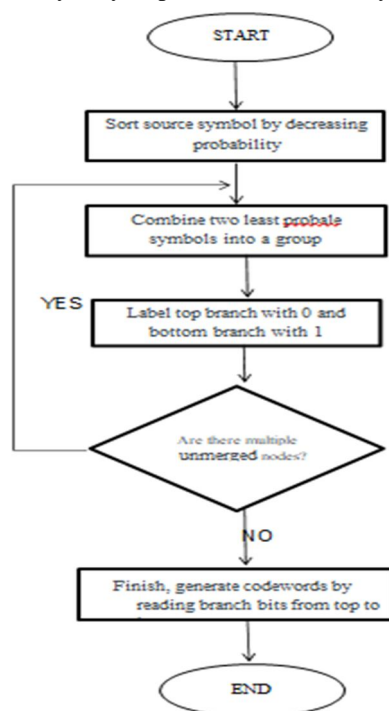 START
Sort source symbol by decreasing
probability
Combine two least probale
symbols into a group
YES
Label top branch with 0 and
bottom branch with 1
Are there multiple
unmerged nodes?
NO
Finish, generate codewords by
reading branch bits from top to
END